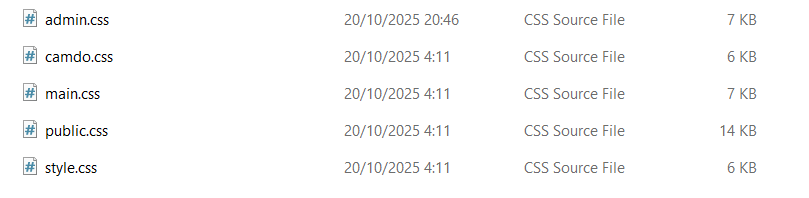 admin.css 20/10/2025 20:46 CSS Source File 7 KB
camdo.css 20/10/2025 4:11 CSS Source File 6 KB
main.css 20/10/2025 4:11 CSS Source File 7 KB
public.css 20/10/2025 4:11 CSS Source File 14 KB
style.css 20/10/2025 4:11 CSS Source File 6 KB